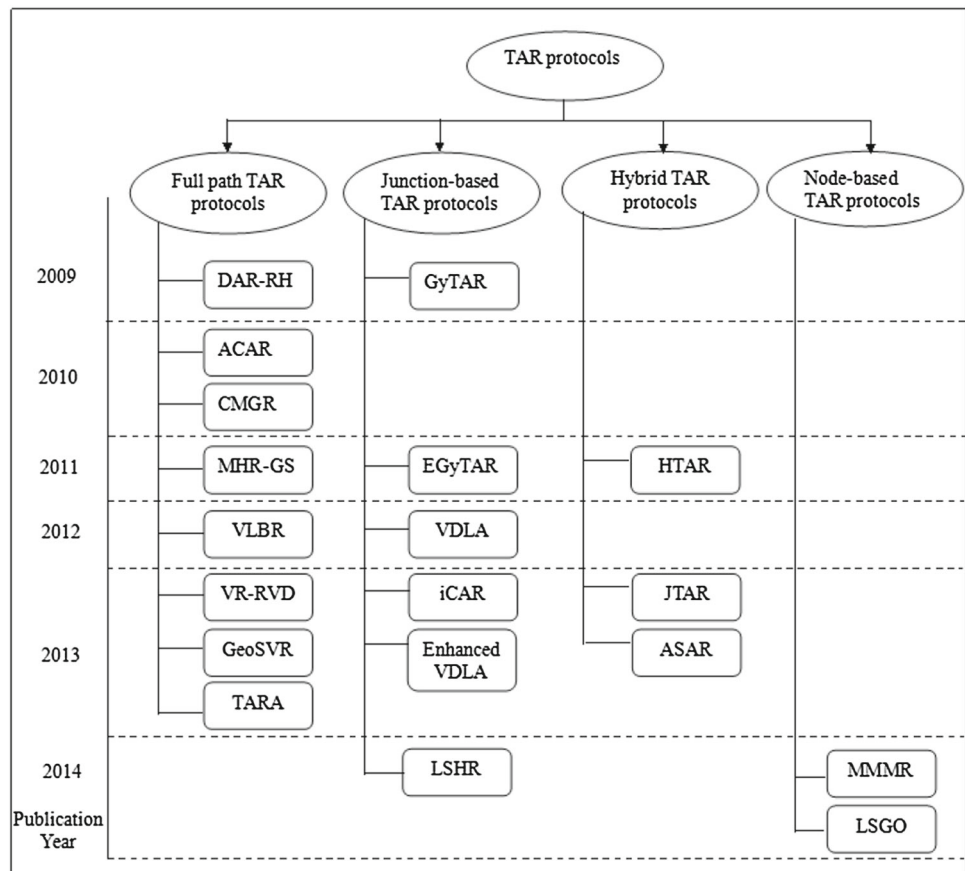 TAR protocols
Full path TAR
protocols
Junction-based
TAR protocols
Hybrid TAR
protocols
Node-based
TAR protocols
2009
DAR-RH
GyTAR
2010
ACAR
CMGR
2011
MHR-GS
EGyTAR
HTAR
2012
VLBR
VDLA
2013
VR-RVD
iCAR
JTAR
GeoSVR
Enhanced
VDLA
ASAR
TARA
2014
LSHR
MMMR
Publication
Year
LSGO